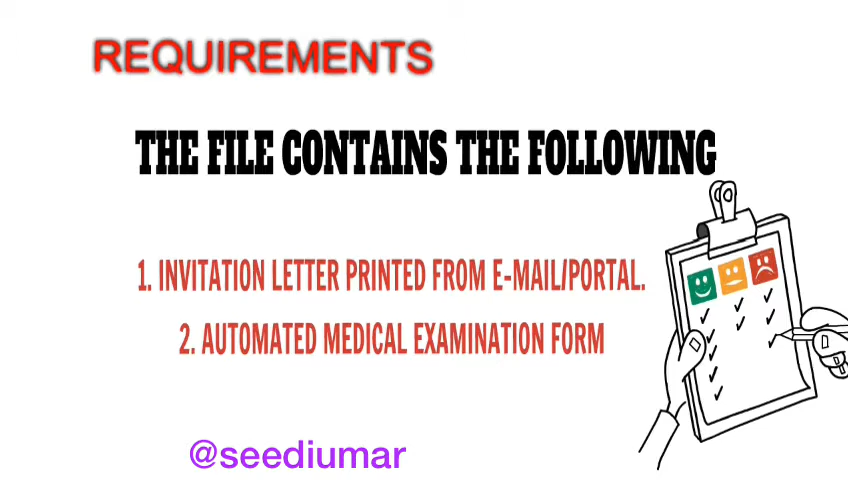 REQUIREMENTS
THE FILE CONTAINS THE FOLLOWING
1. INVITATION LETTER PRINTED FROM E-MAIL/PORTAL.
2. AUTOMATED MEDICAL EXAMINATION FORM
@seediumar